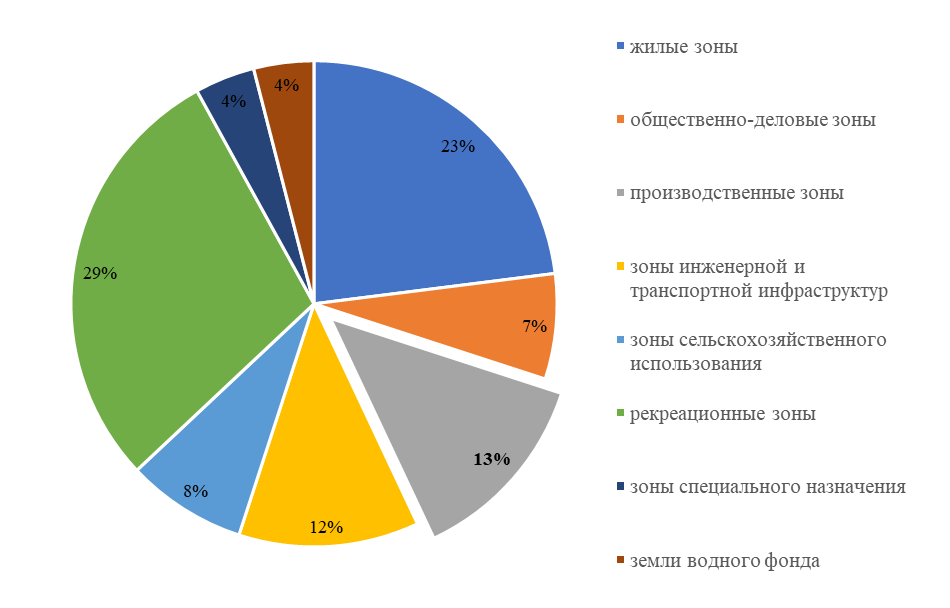 4%
4%
23%
29%
7%
13%
8%
12%
жилые зоны
общественно-деловые зоны
производственные зоны
зоны инженерной и
транспортной инфраструктур
зоны сельскохозяйственного
использования
рекреационные зоны
зоны специального назначения
земли водного фонда